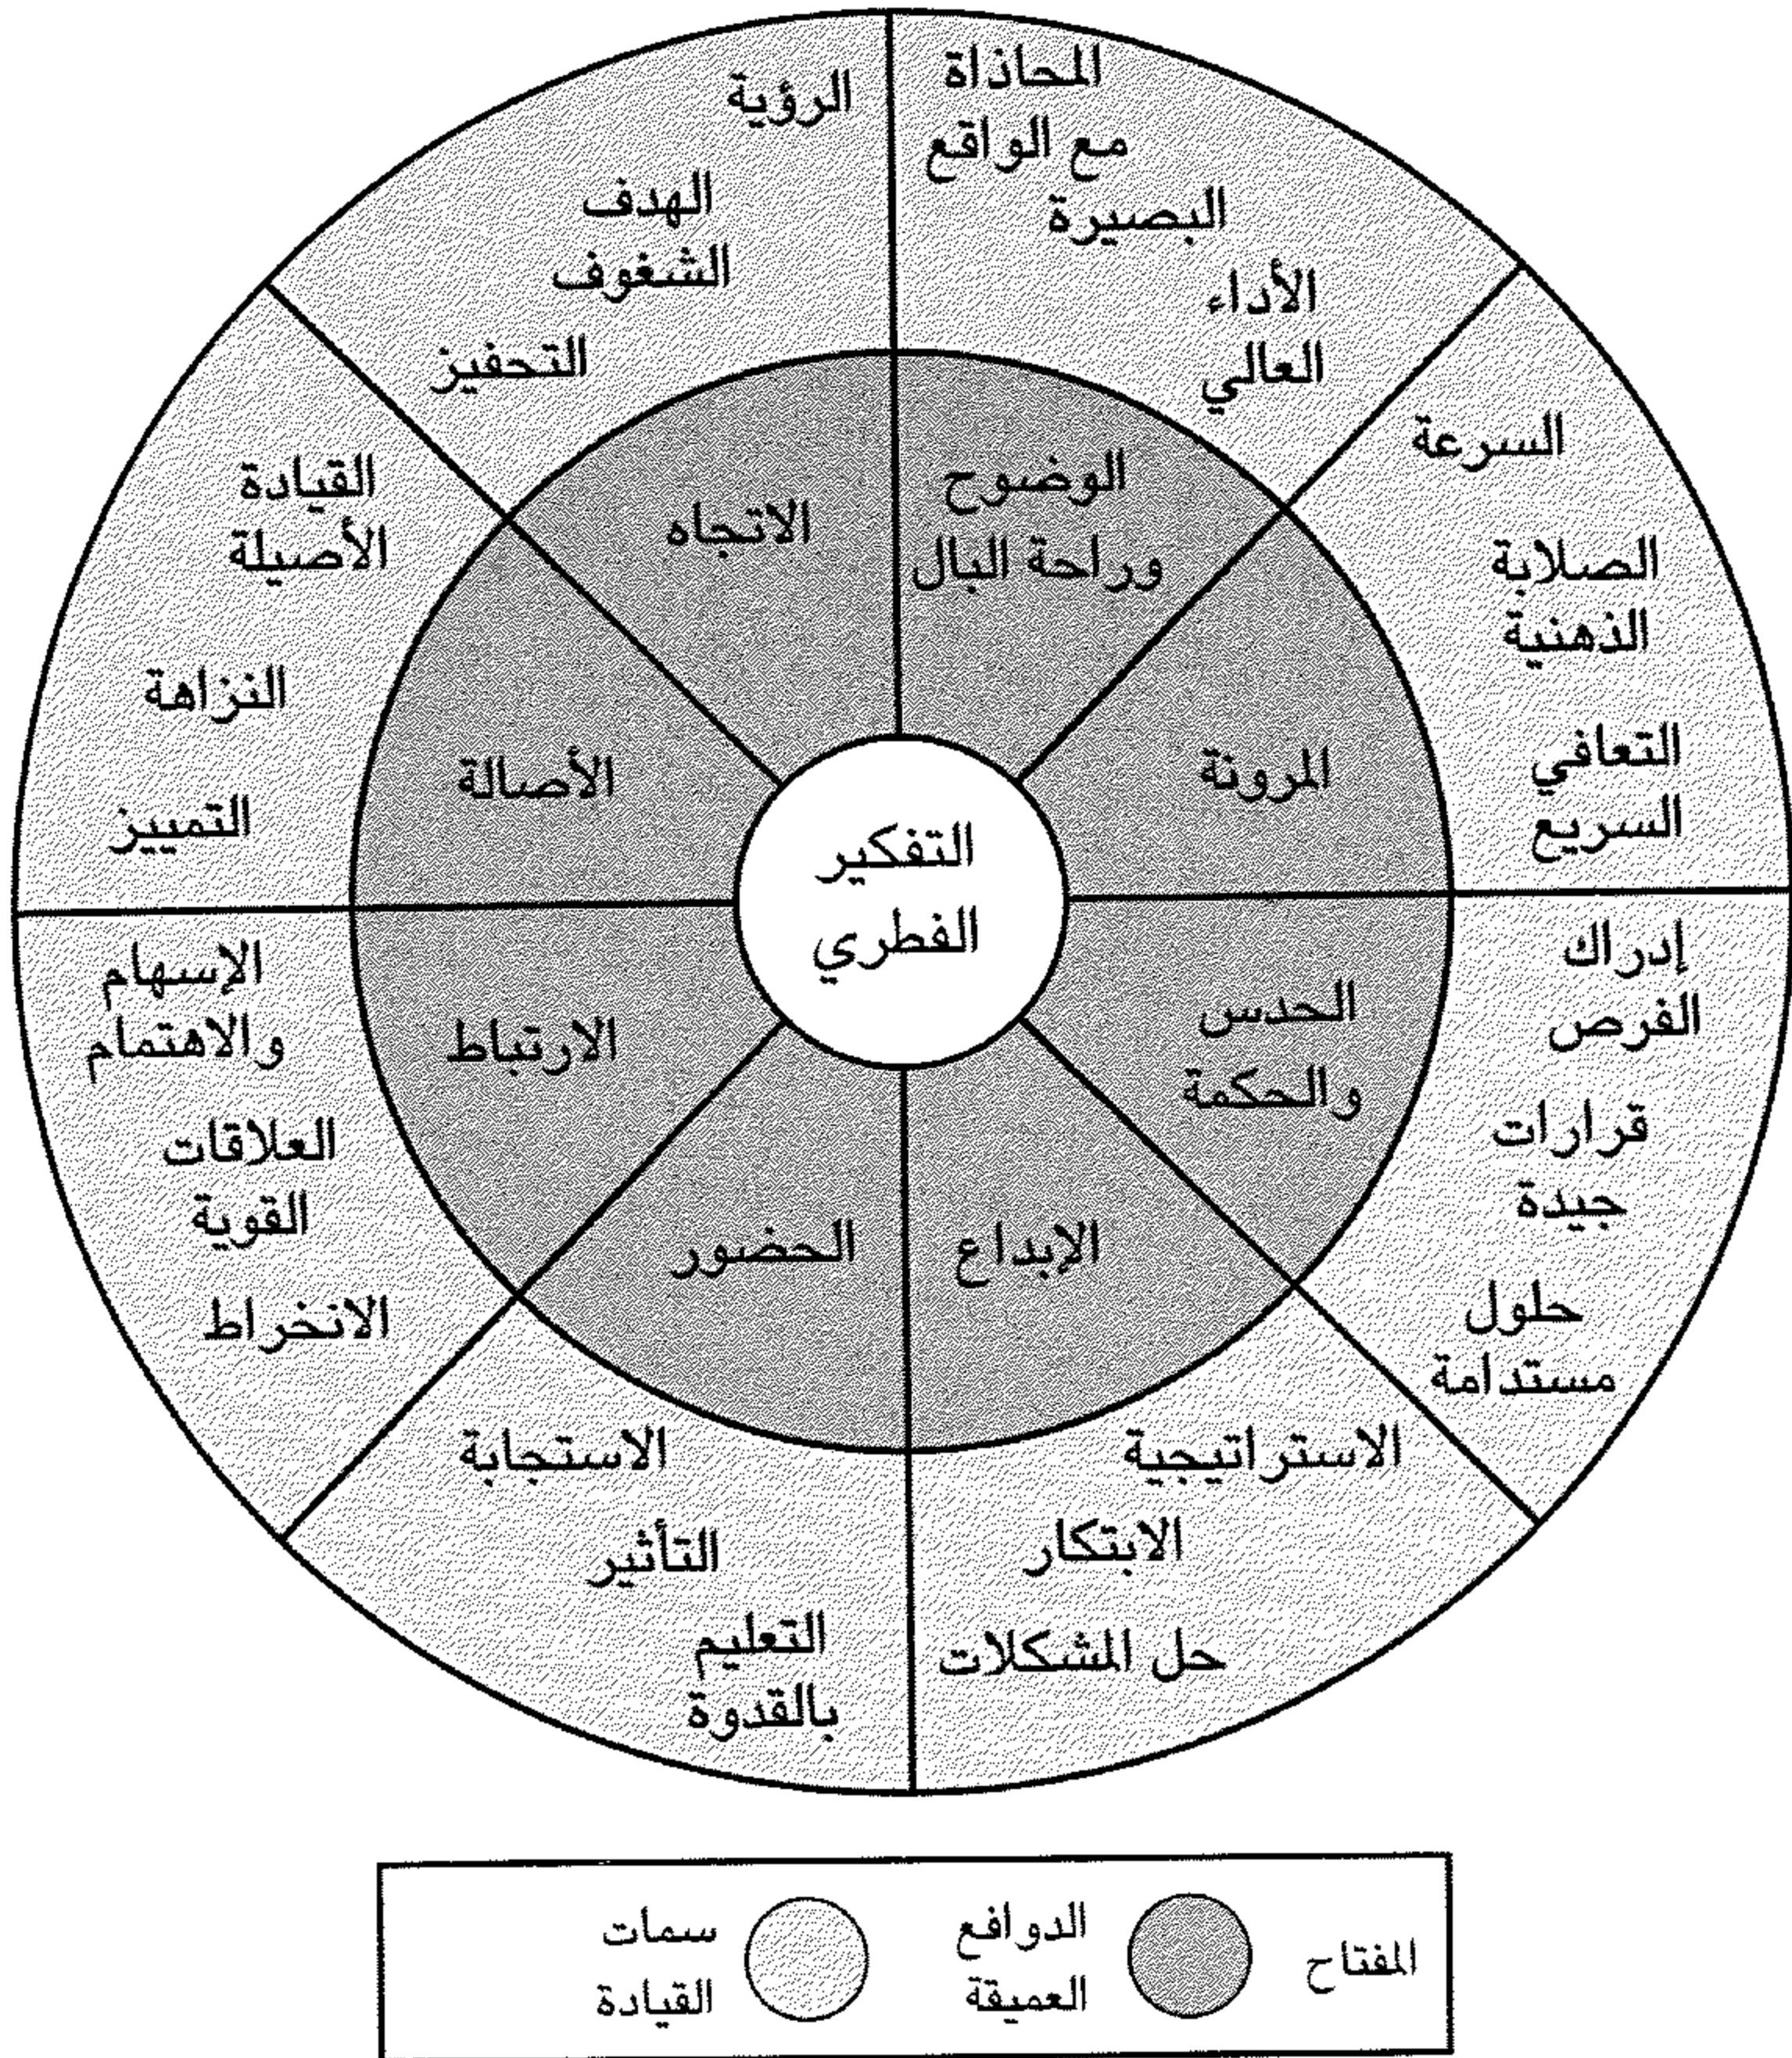 المحاذاة
مع الواقع
البصيرة
الأداء
العالي
السرعة
الصلابة
الذهنية
التعافي
السريع
إدراك
الفرص
قرارات
جيدة
حلول
مستدامة
الاستراتيجية
الابتكار
حل المشكلات
الاستجابة
التأثير
التعليم
بالقدوة
الإسهام
والاهتمام
العلاقات
القوية
الانخراط
القيادة
الأصيلة
النزاهة
التمييز
الرؤية
الهدف
الشغوف
التحفيز
الوضوح
وراحة البال
المرونة
الحدس
والحكمة
الإبداع
الحضور
الارتباط
الأصالة
الاتجاه
التفكير
الفطري
المفتاح
الدوافع
العميقة
سمات
القيادة